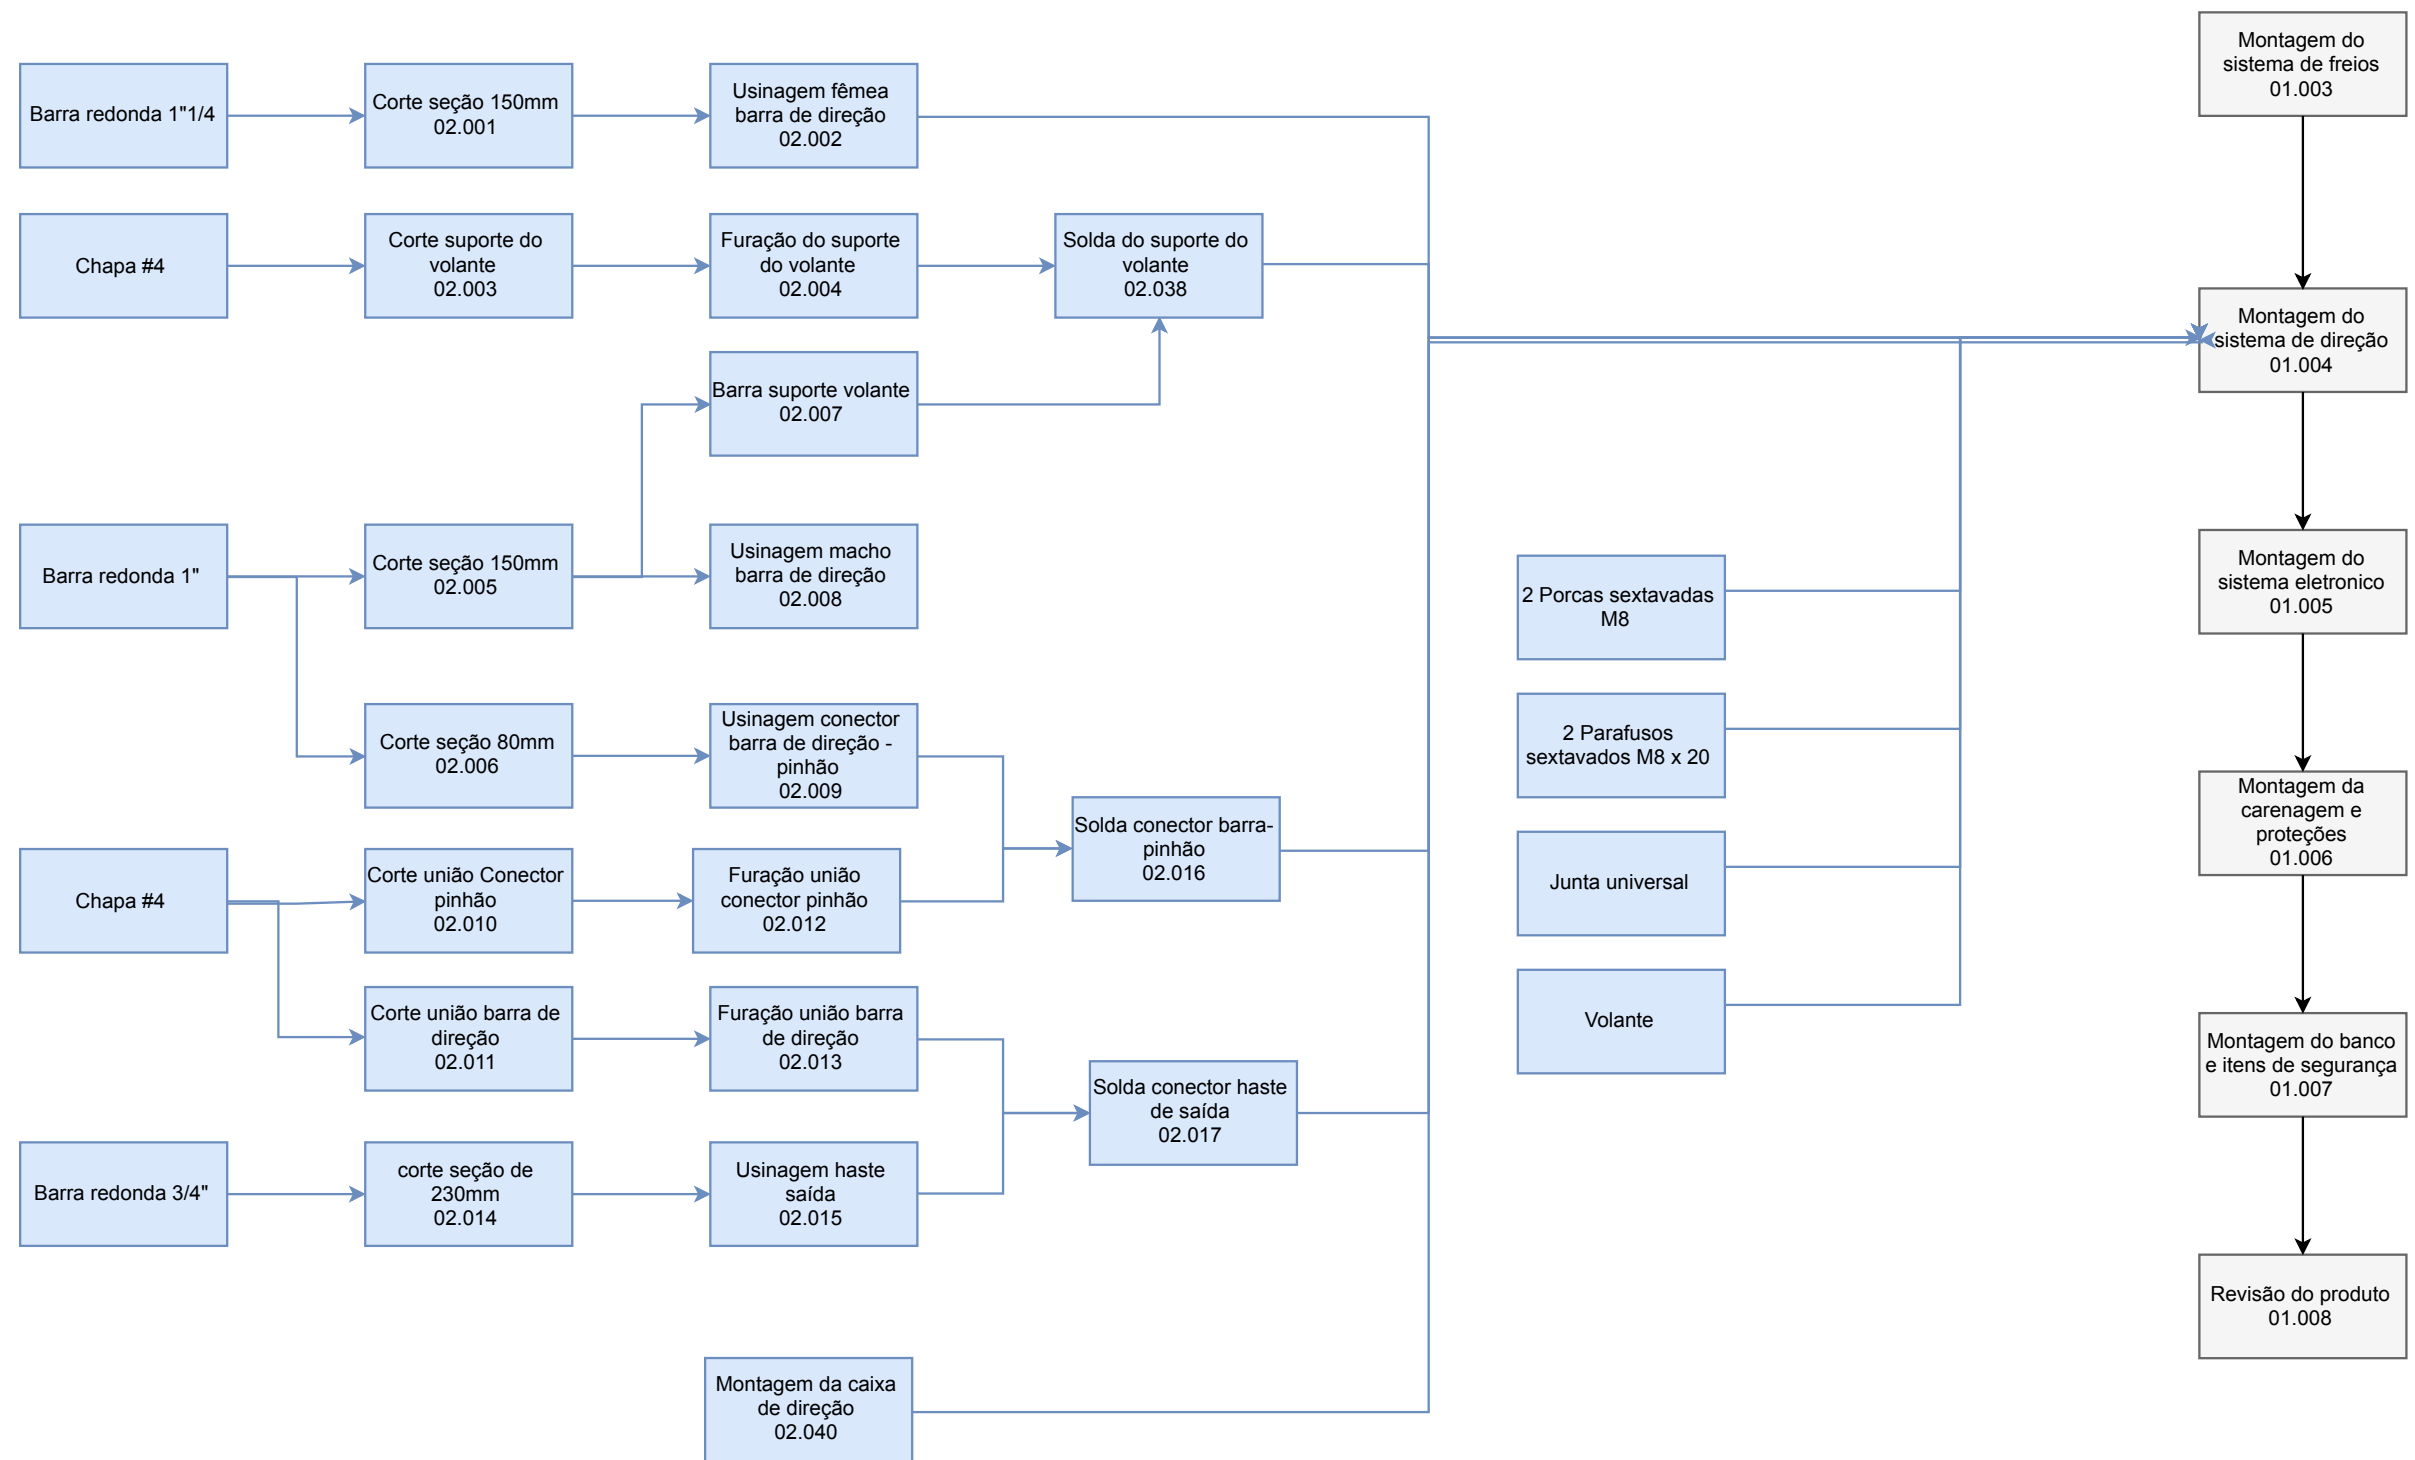 Montagem do
sistema de freios
01.003
Barra redonda 1"1/4
Corte seção 150mm
02.001
Usinagem fêmea
barra de direção
02.002
Chapa #4
Corte suporte do
volante
02.003
Furação do suporte
do volante
02.004
Solda do suporte do
volante
02.038
Montagem do
sistema de direção
01.004
Barra suporte volante
02.007
Barra redonda 1"
Corte seção 150mm
02.005
Usinagem macho
barra de direção
02.008
2 Porcas sextavadas
M8
Montagem do
sistema eletronico
01.005
Corte seção 80mm
02.006
Usinagem conector
barra de direção -
pinhão
02.009
2 Parafusos
sextavados M8 x 20
Solda conector barra-
pinhão
02.016
Montagem da
carenagem e
proteções
01.006
Chapa #4
Corte união Conector
pinhão
02.010
Furação união
conector pinhão
02.012
Junta universal
Corte união barra de
direção
02.011
Furação união barra
de direção
02.013
Volante
Solda conector haste
de saída
02.017
Montagem do banco
e itens de segurança
01.007
Barra redonda 3/4"
corte seção de
230mm
02.014
Usinagem haste
saída
02.015
Revisão do produto
01.008
Montagem da caixa
de direção
02.040